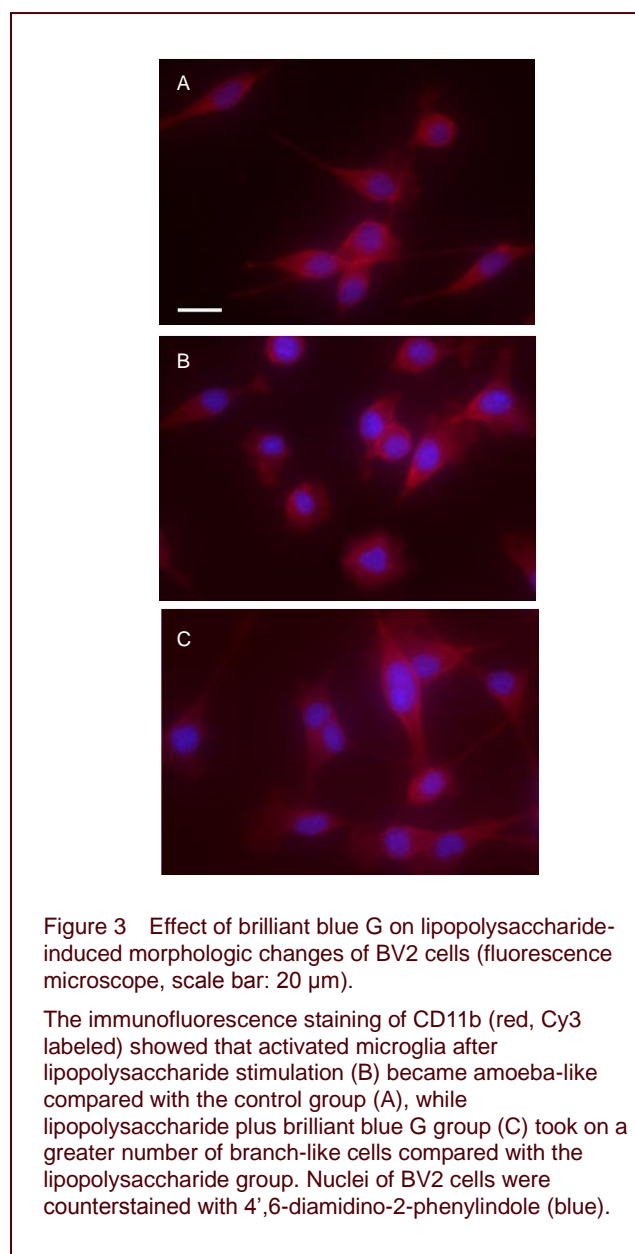 A
B
C
Figure 3 Effect of brilliant blue G on lipopolysaccharide-
induced morphologic changes of BV2 cells (fluorescence
microscope, scale bar: 20 μm).
The immunofluorescence staining of CD11b (red, Cy3
labeled) showed that activated microglia after
lipopolysaccharide stimulation (B) became amoeba-like
compared with the control group (A), while
lipopolysaccharide plus brilliant blue G group (C) took on a
greater number of branch-like cells compared with the
lipopolysaccharide group. Nuclei of BV2 cells were
counterstained with 4’,6-diamidino-2-phenylindole (blue).